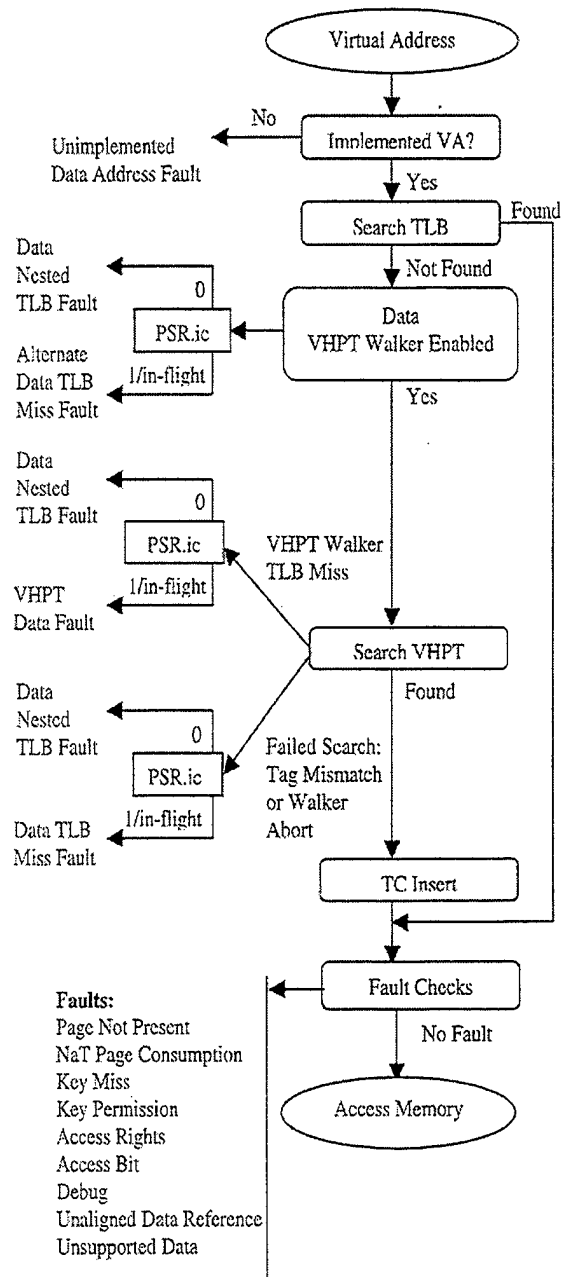 Virtual Address
No
Implemented VA?
Unimplemented
Data Address Fault
Yes
Found
Search TLB
Not Found
Data
Nested
TLB Fault
0
PSR.ic
Data
VHPT Walker Enabled
1/in-flight
Alternate
Data TLB
Miss Fault
Yes
Data
Nested
TLB Fault
0
PSR.ic
VHPT Walker
TLB Miss
1/in-flight
VHPT
Data Fault
Search VHPT
Found
Data
Nested
TLB Fault
0
PSR.ic
Failed Search:
Tag Mismatch
or Walker
Abort
1/in-flight
Data TLB
Miss Fault
TC Insert
Fault Checks
No Fault
Access Memory
Faults:
Page Not Present
NaT Page Consumption
Key Miss
Key Permission
Access Rights
Access Bit
Debug
Unaligned Data Reference
Unsupported Data